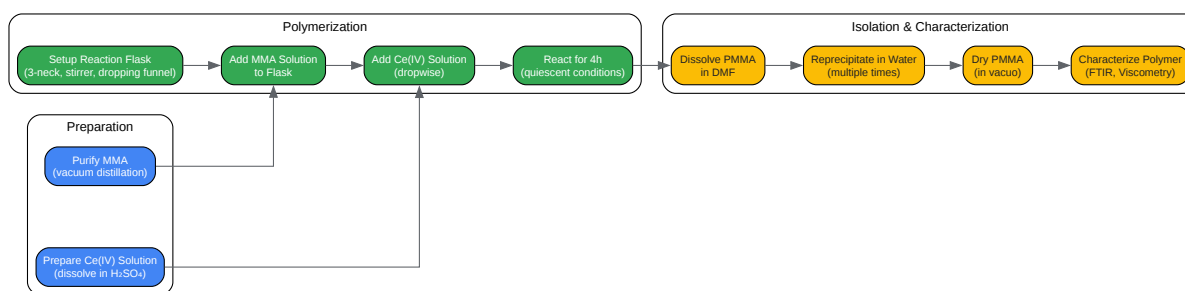 Polymerization
Setup Reaction Flask
(3-neck, stirrer, dropping funnel)
Add MMA Solution
to Flask
Add Ce(IV) Solution
(dropwise)
React for 4h
(quiescent conditions)
Isolation & Characterization
Dissolve PMMA
in DMF
Reprecipitate in Water
(multiple times)
Dry PMMA
(in vacuo)
Characterize Polymer
(FTIR, Viscometry)
Preparation
Purify MMA
(vacuum distillation)
Prepare Ce(IV) Solution
(dissolve in H₂SO₄)